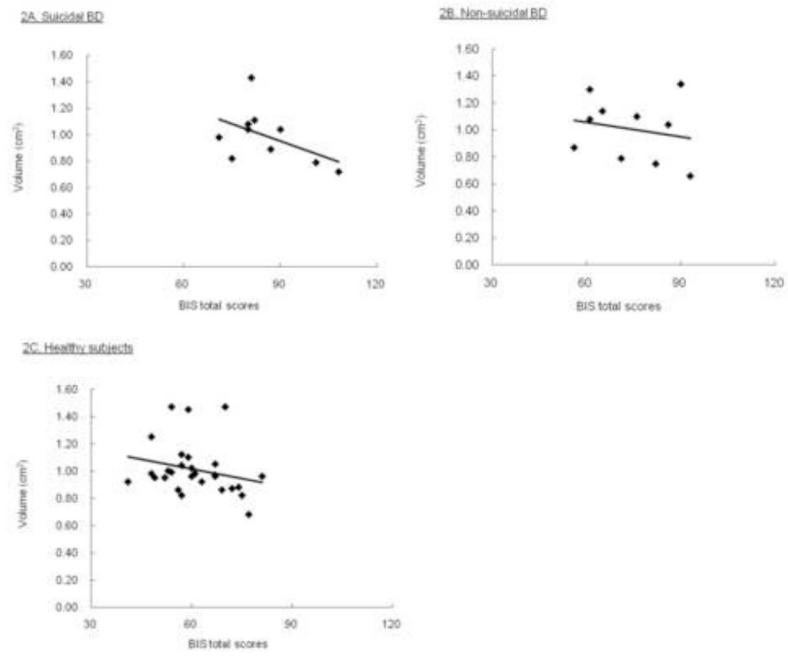 2A. Suicidal BD
1.60
1.40
1.20
1.00
0.80
0.60
0.40
0.20
0.00
Volume (cm²)
30 60 90 120
BIS total scores
2B. Non-suicidal BD
1.60
1.40
1.20
1.00
0.80
0.60
0.40
0.20
0.00
Volume (cm²)
30 60 90 120
BIS total scores
2C. Healthy subjects
1.60
1.40
1.20
1.00
0.80
0.60
0.40
0.20
0.00
Volume (cm²)
30 60 90 120
BIS total scores